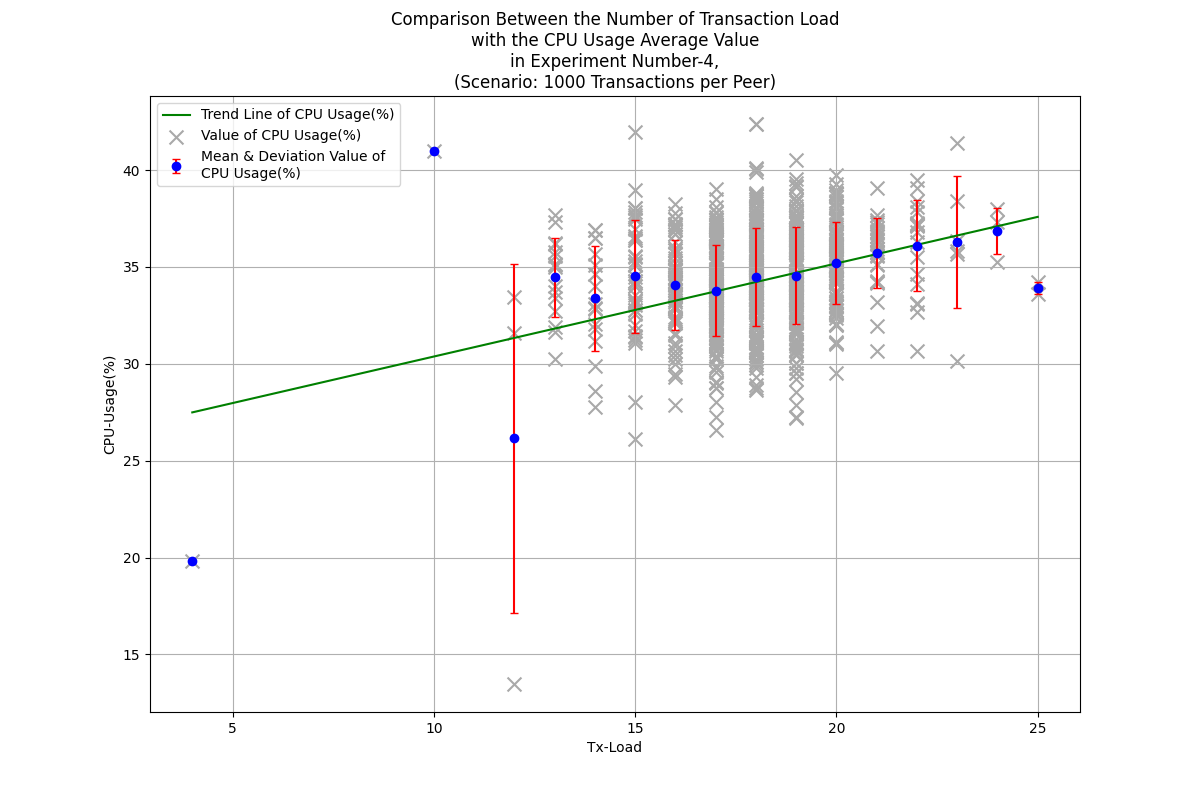 Comparison Between the Number of Transaction Load
with the CPU Usage Average Value
in Experiment Number-4,
(Scenario: 1000 Transactions per Peer)
Trend Line of CPU Usage(%)
Value of CPU Usage(%)
Mean & Deviation Value of
CPU Usage(%)
40
35
30
25
20
15
CPU-Usage(%)
5 10 15 20 25
Tx-Load